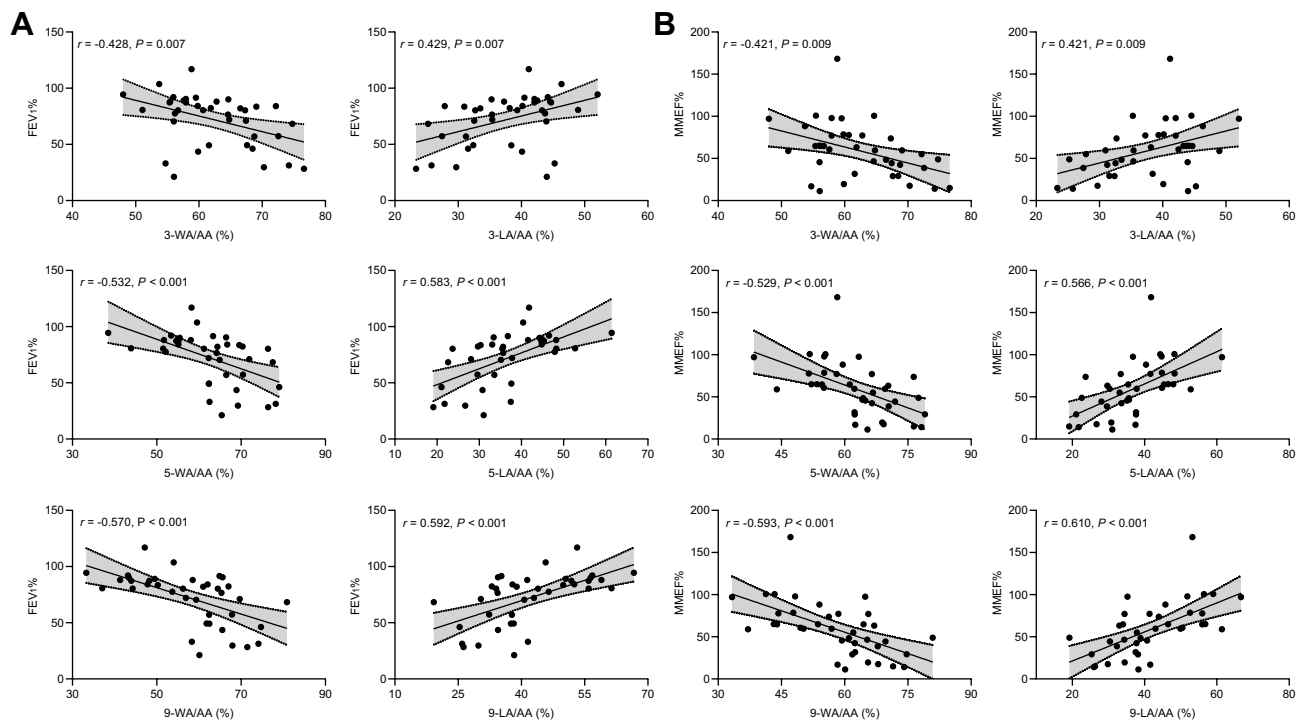 A
B
r = -0.428, P = 0.007
150
100
50
0
FEV1%
40
50
60
70
80
3-WA/AA (%)
r = 0.429, P = 0.007
150
100
50
0
FEV1%
20
30
40
50
60
3-LA/AA (%)
r = -0.421, P = 0.009
200
150
100
50
0
MMEF%
40
50
60
70
80
3-WA/AA (%)
r = 0.421, P = 0.009
200
150
100
50
0
MMEF%
20
30
40
50
60
3-LA/AA (%)
r = -0.532, P < 0.001
150
100
50
0
FEV1%
30
50
70
90
5-WA/AA (%)
r = 0.583, P < 0.001
150
100
50
0
FEV1%
10
20
30
40
50
60
70
5-LA/AA (%)
r = -0.529, P < 0.001
200
150
100
50
0
MMEF%
30
45
60
75
90
5-WA/AA (%)
r = 0.566, P < 0.001
200
150
100
50
0
MMEF%
20
40
60
80
5-LA/AA (%)
r = -0.570, P < 0.001
150
100
50
0
FEV1%
30
50
70
90
9-WA/AA (%)
r = 0.592, P < 0.001
150
100
50
0
FEV1%
10
25
40
55
70
9-LA/AA (%)
r = -0.593, P < 0.001
200
150
100
50
0
MMEF%
30
45
60
75
90
9-WA/AA (%)
r = 0.610, P < 0.001
200
150
100
50
0
MMEF%
20
40
60
80
9-LA/AA (%)